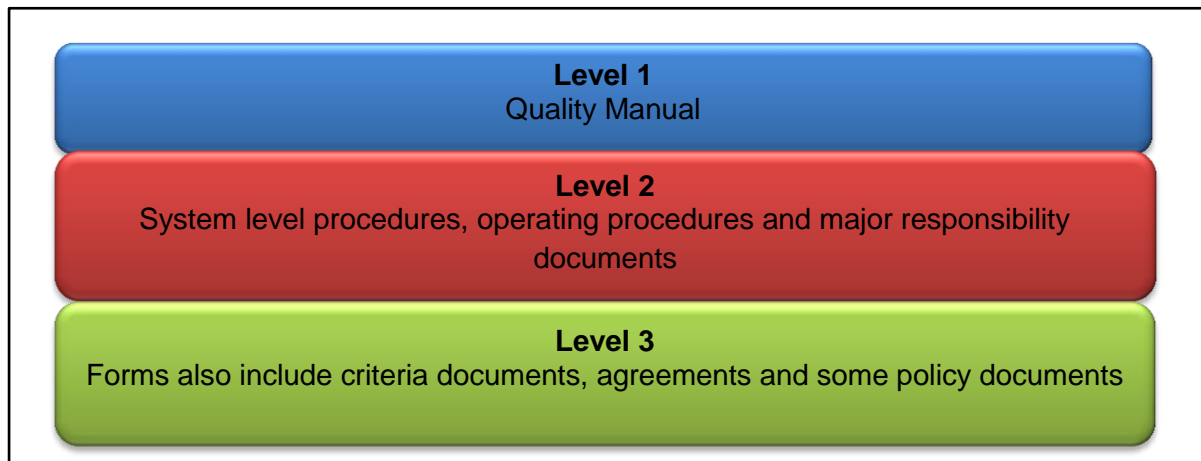 Level 1
Quality Manual
Level 2
System level procedures, operating procedures and major responsibility
documents
Level 3
Forms also include criteria documents, agreements and some policy documents